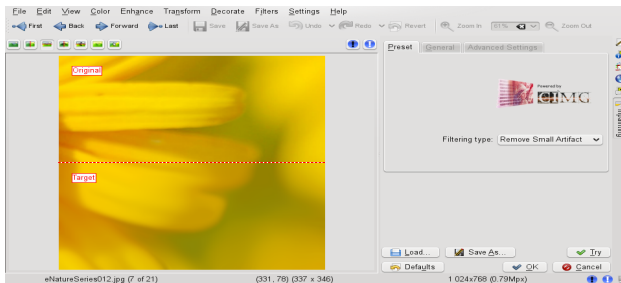 File Edit View Color Enhance Transform Decorate Filters Settings Help
First Back Forward Last Save Save As Undo Redo Revert Zoom In 61% Zoom Out
Preset General Advanced Settings
Original
Powered by
CIMG
Filtering type: Remove Small Artifact
Target
Inpainting
Load... Save As... Try
Defaults OK Cancel
eNatureSeries012.jpg (7 of 21) (331, 78) (337 x 346) 1 024x768 (0.79Mpx)